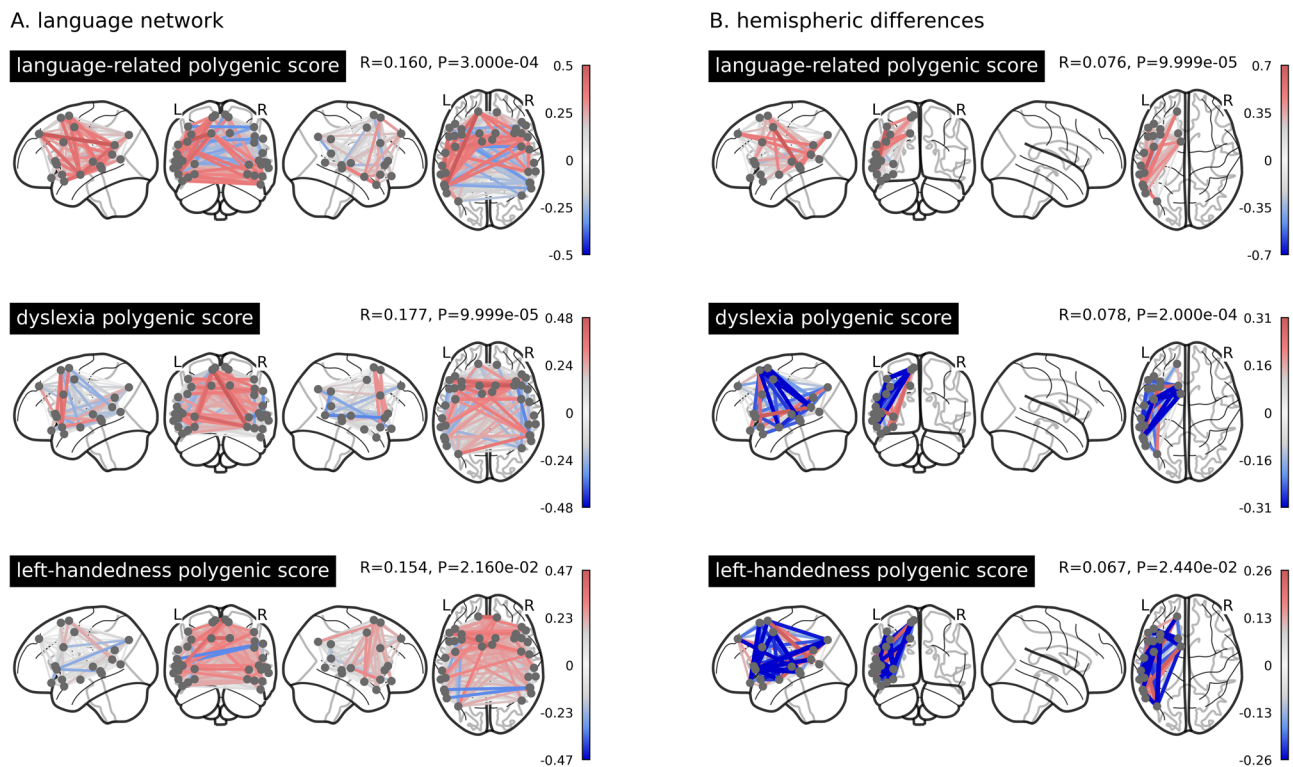 A. language network
language-related polygenic score
R=0.160, P=3.000e-04
L
R
L
R
0.5
0.25
0
-0.25
-0.5
dyslexia polygenic score
R=0.177, P=9.999e-05
L
R
L
R
0.48
0.24
0
-0.24
-0.48
left-handedness polygenic score
R=0.154, P=2.160e-02
L
R
L
R
0.47
0.23
0
-0.23
-0.47
B. hemispheric differences
language-related polygenic score
R=0.076, P=9.999e-05
L
R
L
R
0.7
0.35
0
-0.35
-0.7
dyslexia polygenic score
R=0.078, P=2.000e-04
L
R
L
R
0.31
0.16
0
-0.16
-0.31
left-handedness polygenic score
R=0.067, P=2.440e-02
L
R
L
R
0.26
0.13
0
-0.13
-0.26